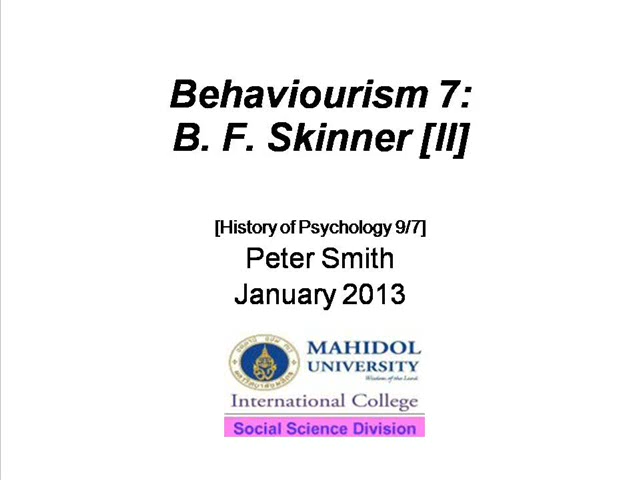 Behaviourism 7:
B. F. Skinner [II]
[History of Psychology 9/7]
Peter Smith
January 2013
MAHIDOL
UNIVERSITY
Wisdom of the Land
International College
Social Science Division